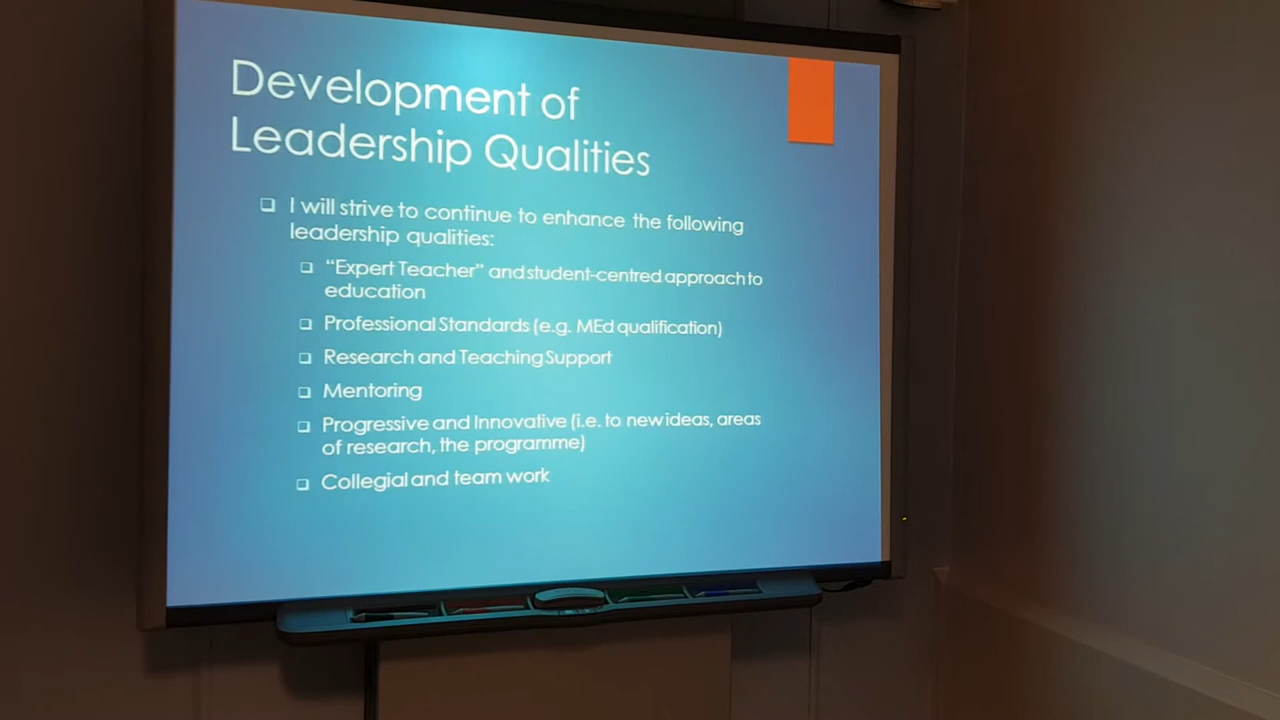 Development of
Leadership Qualities
I will strive to continue to enhance the following
leadership qualities:
"Expert Teacher" and student-centred approach to
education
Professional Standards (e.g. MEd qualification)
Research and Teaching Support
Mentoring
Progressive and Innovative (i.e. to new ideas, areas
of research, the programme)
Collegial and team work